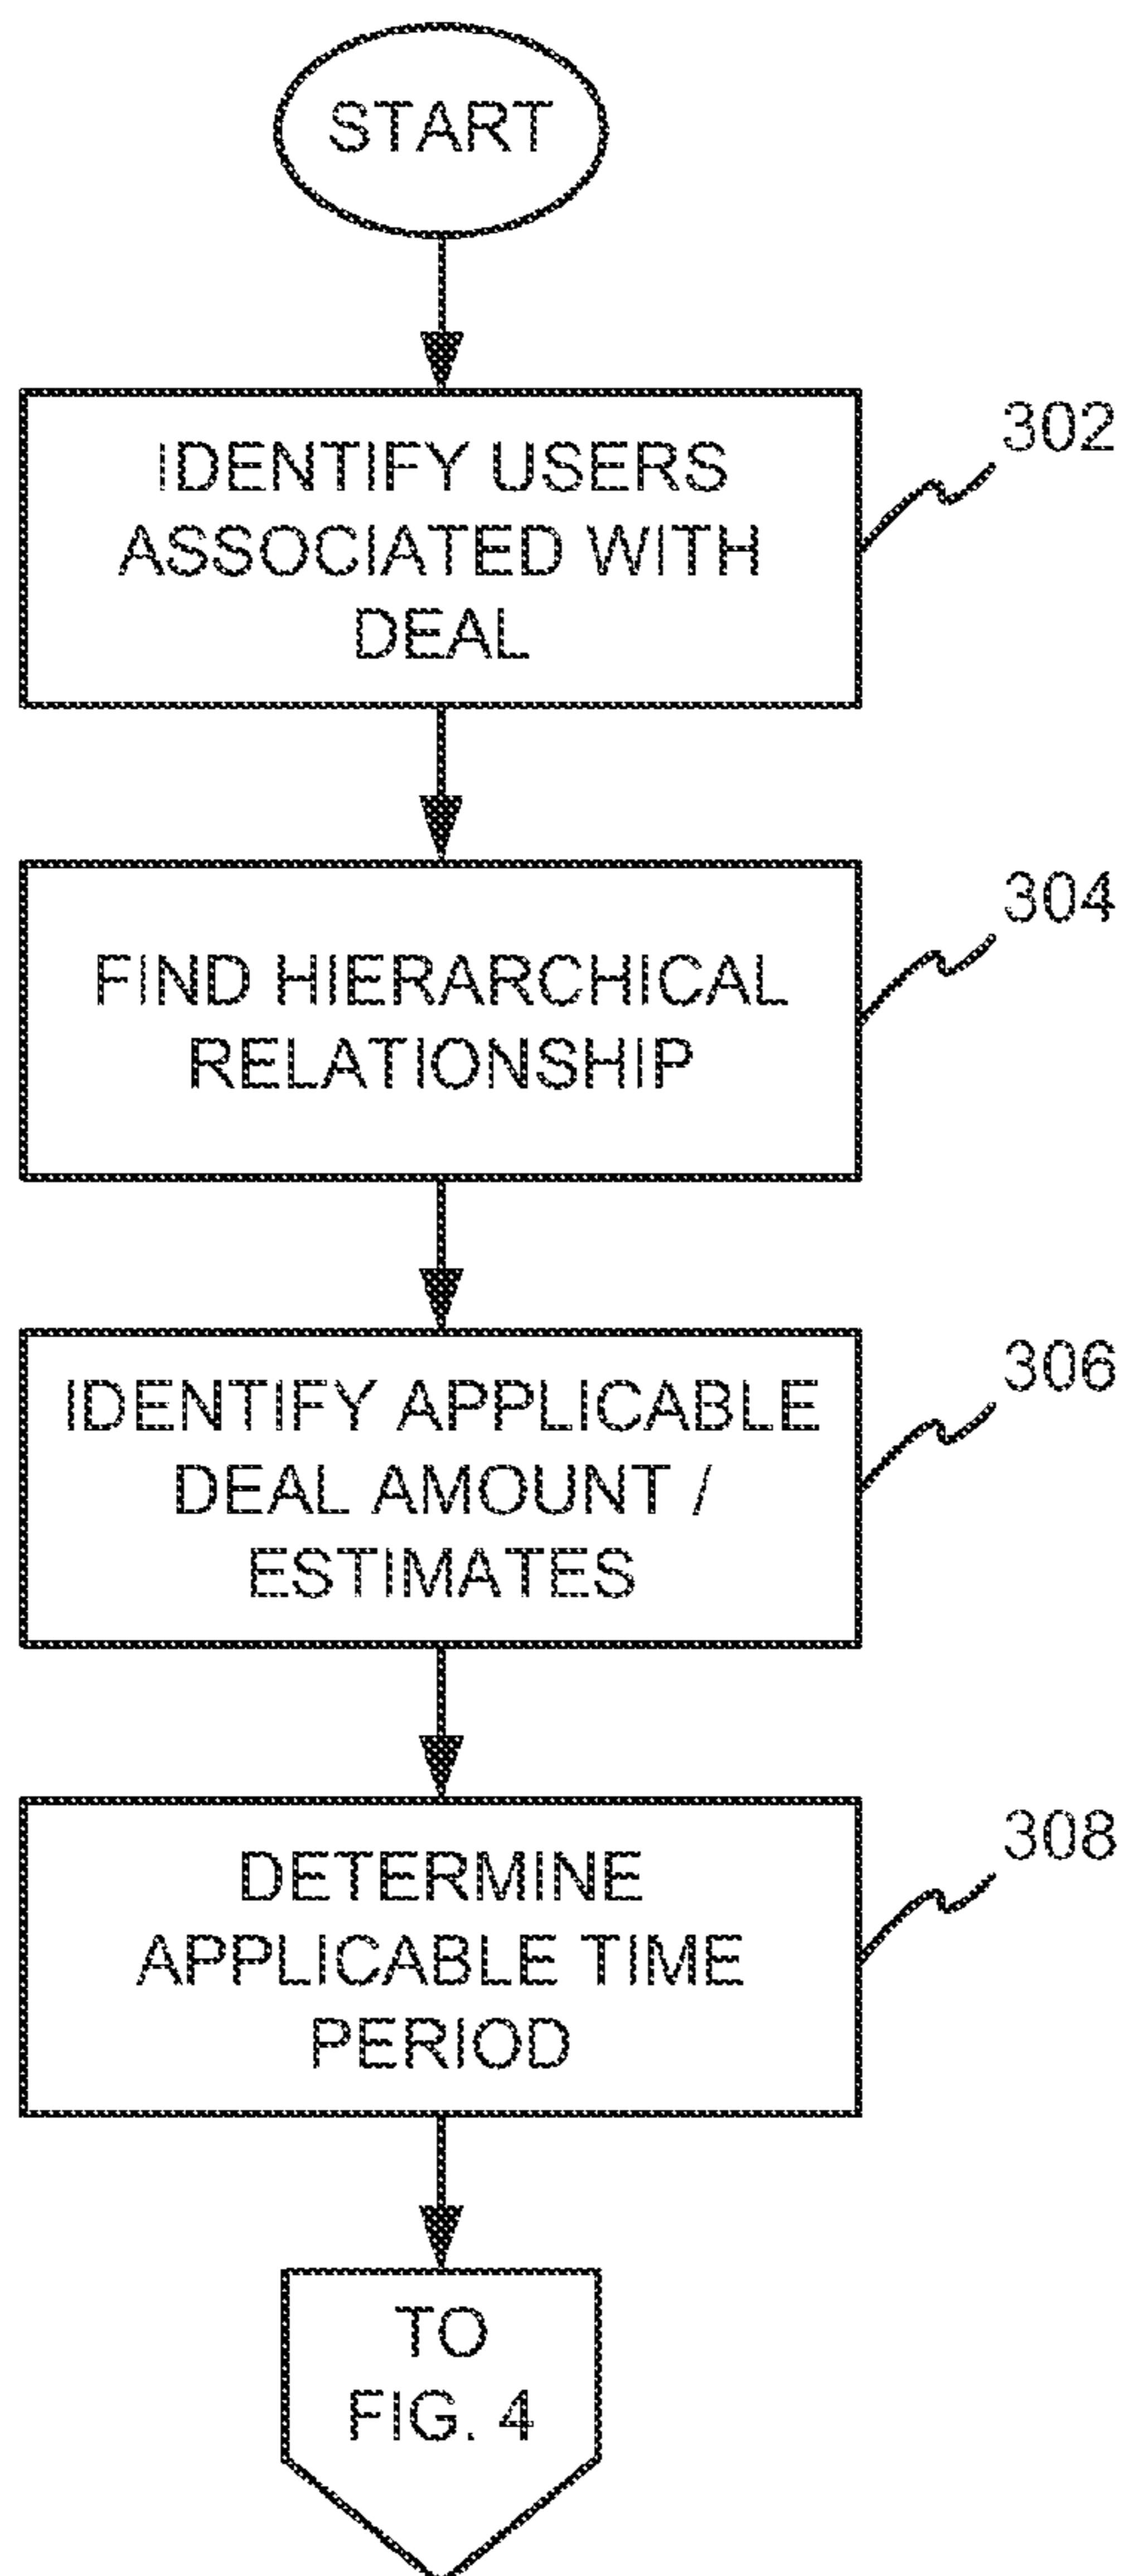 START
IDENTIFY USERS
ASSOCIATED WITH
DEAL
302
FIND HIERARCHICAL
RELATIONSHIP
304
IDENTIFY APPLICABLE
DEAL AMOUNT /
ESTIMATES
306
DETERMINE
APPLICABLE TIME
PERIOD
308
TO
FIG. 4